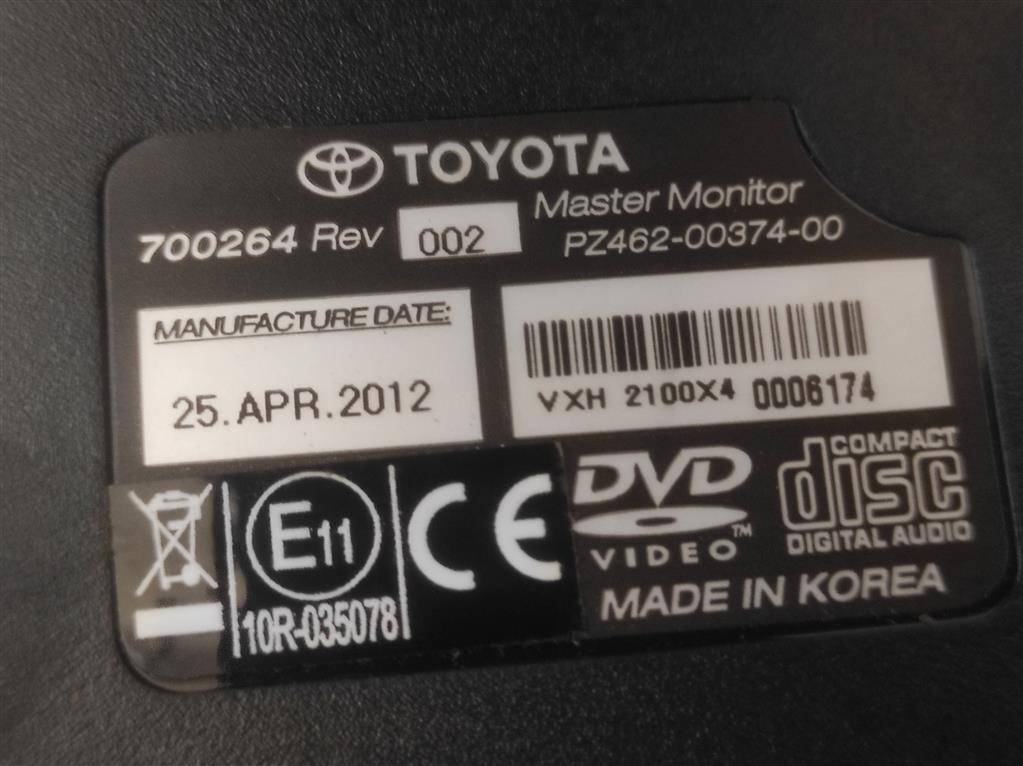 TOYOTA
700264 Rev 002
Master Monitor
PZ462-00374-00
MANUFACTURE DATE:
25.APR.2012
VXH 2100X4 0006174
E11
10R-035078
CE
DVD
VIDEO™
COMPACT
disc
DIGITAL AUDIO
MADE IN KOREA